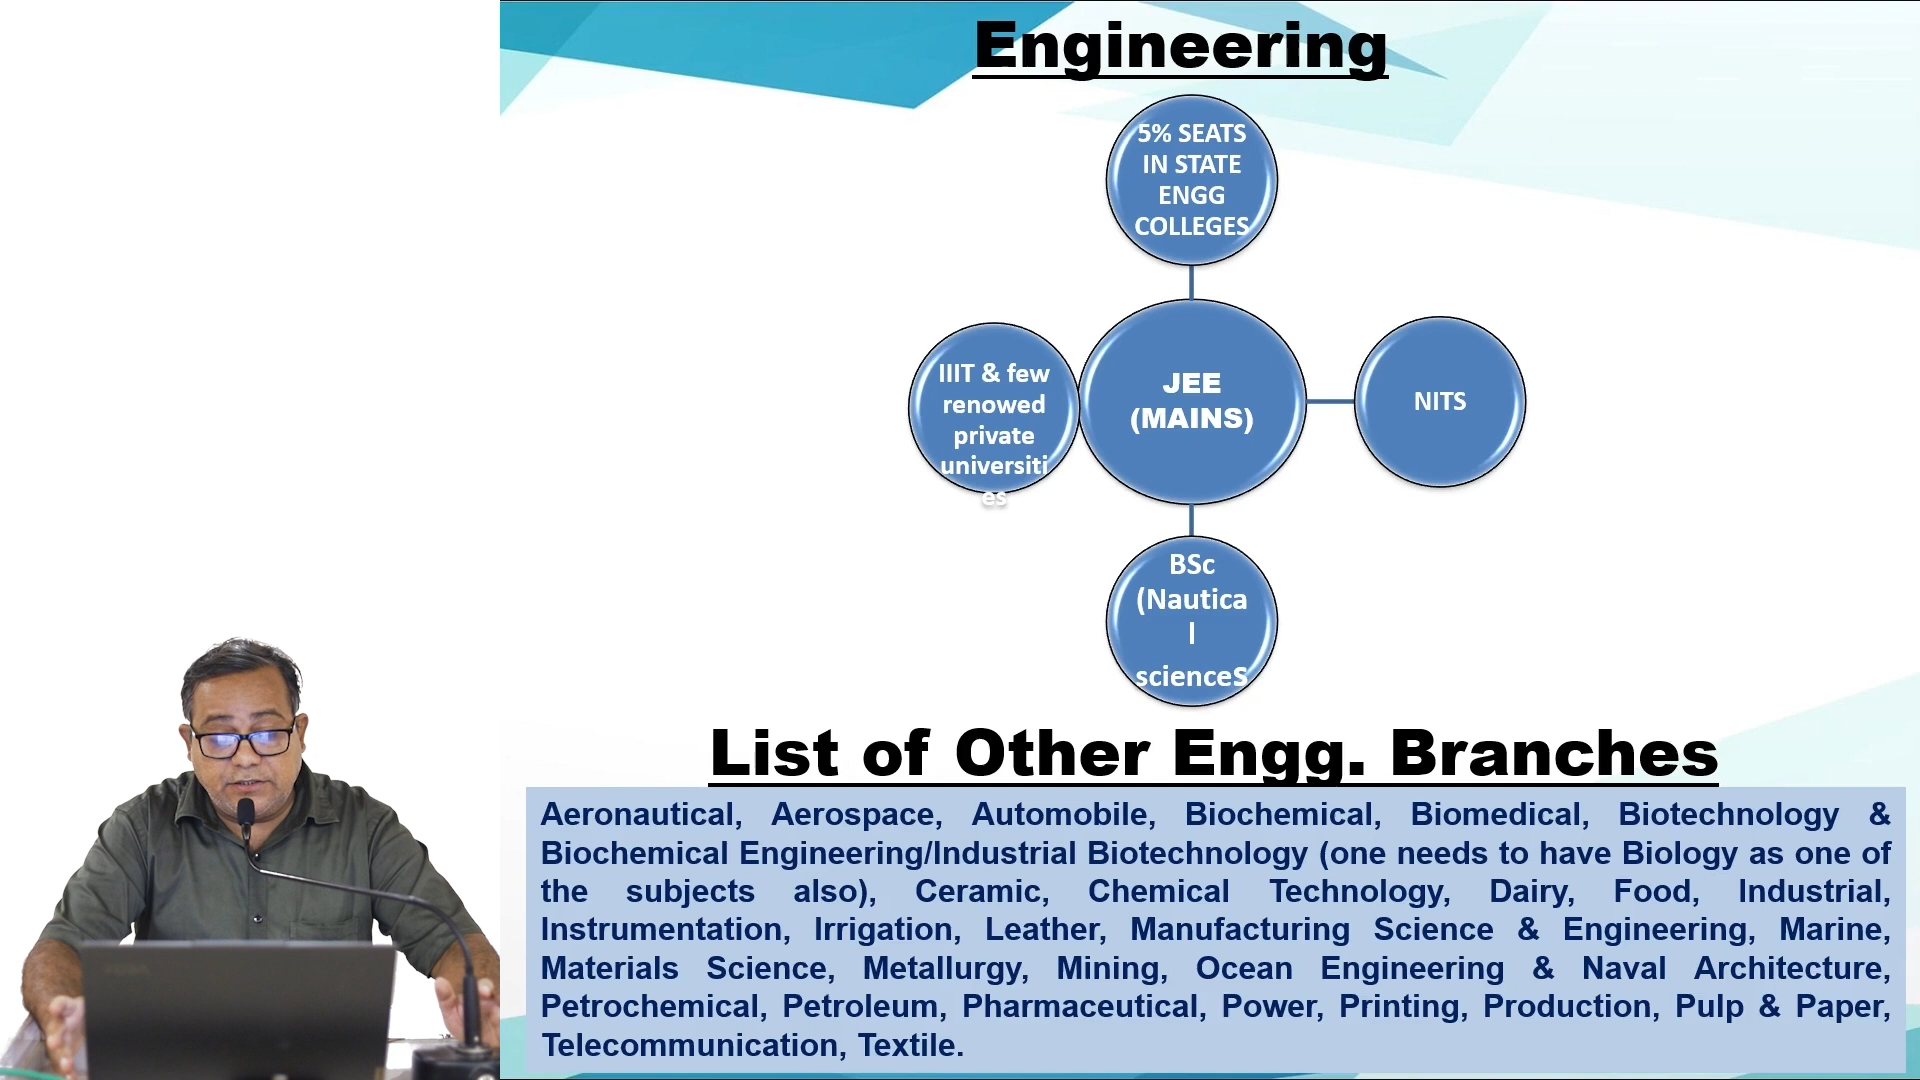 Engineering
5% SEATS
IN STATE
ENGG
COLLEGES
IIIT & few
renowed
private
universiti
es
JEE
(MAINS)
NITS
BSc
(Nautica
l
scienceS
List of Other Engg. Branches
Aeronautical, Aerospace, Automobile, Biochemical, Biomedical, Biotechnology &
Biochemical Engineering/Industrial Biotechnology (one needs to have Biology as one of
the subjects also), Ceramic, Chemical Technology, Dairy, Food, Industrial,
Instrumentation, Irrigation, Leather, Manufacturing Science & Engineering, Marine,
Materials Science, Metallurgy, Mining, Ocean Engineering & Naval Architecture,
Petrochemical, Petroleum, Pharmaceutical, Power, Printing, Production, Pulp & Paper,
Telecommunication, Textile.